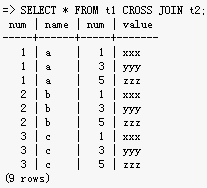 => SELECT * FROM t1 CROSS JOIN t2;
 num | name | num | value
-----+------+-----+-------
   1 | a    |   1 | xxx
   1 | a    |   3 | yyy
   1 | a    |   5 | zzz
   2 | b    |   1 | xxx
   2 | b    |   3 | yyy
   2 | b    |   5 | zzz
   3 | c    |   1 | xxx
   3 | c    |   3 | yyy
   3 | c    |   5 | zzz
(9 rows)